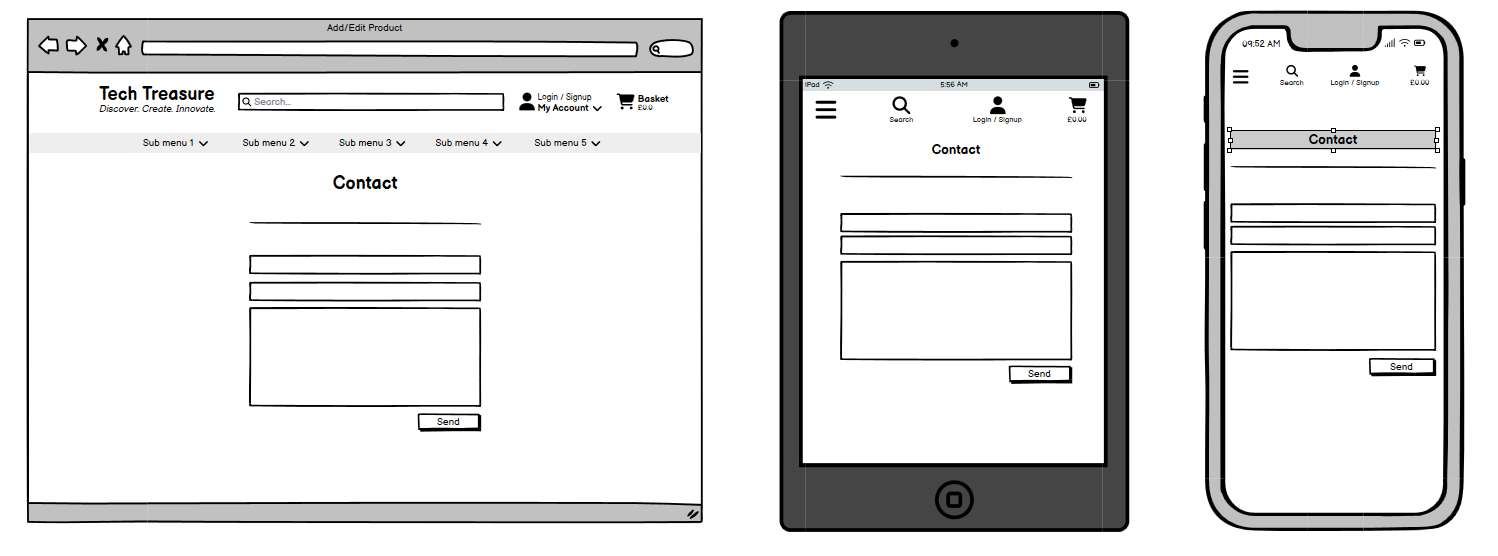 Add/Edit Product
Tech Treasure
Discover. Create. Innovate.
Search...
Login / Signup
My Account
Basket
£0.0
Sub menu 1
Sub menu 2
Sub menu 3
Sub menu 4
Sub menu 5
Contact
Send
iPad
5:56 AM
Search
Login / Signup
£0.00
Contact
Send
09:52 AM
Search
Login / Signup
£0.00
Contact
Send